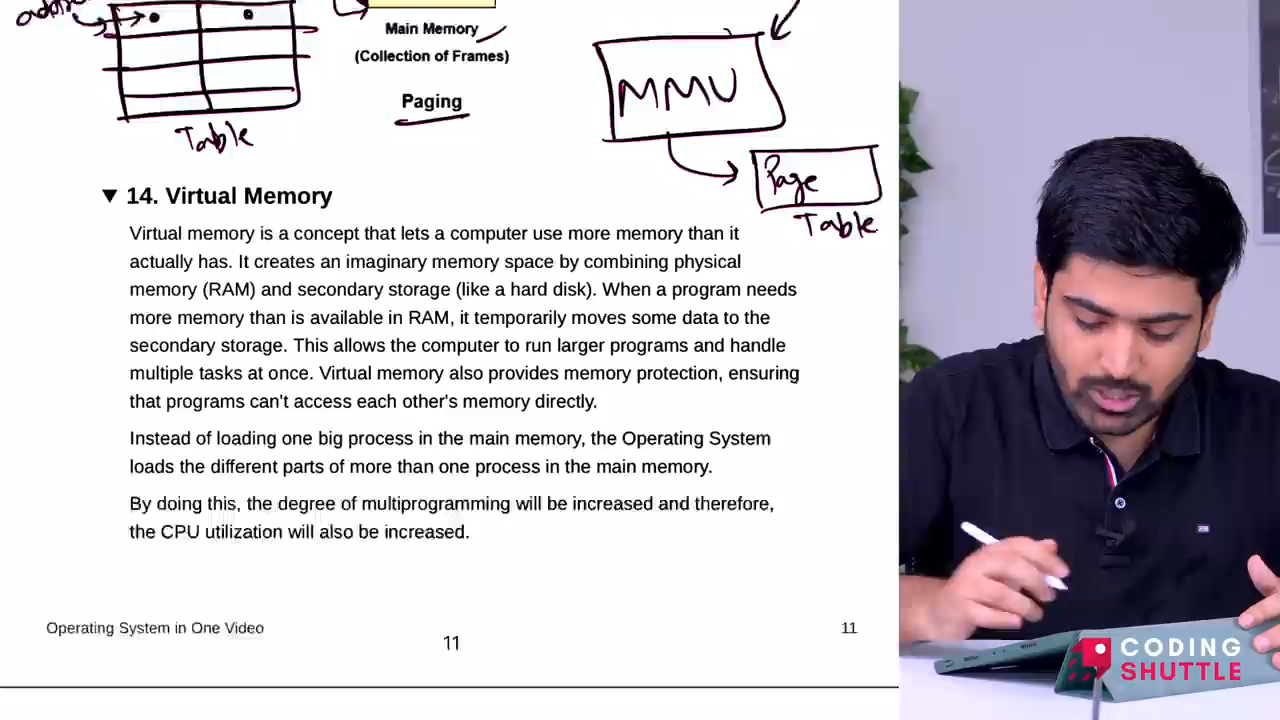 Main Memory
(Collection of Frames)
MMU
Paging
Table
Page
Table
14. Virtual Memory
Virtual memory is a concept that lets a computer use more memory than it
actually has. It creates an imaginary memory space by combining physical
memory (RAM) and secondary storage (like a hard disk). When a program needs
more memory than is available in RAM, it temporarily moves some data to the
secondary storage. This allows the computer to run larger programs and handle
multiple tasks at once. Virtual memory also provides memory protection, ensuring
that programs can't access each other's memory directly.
Instead of loading one big process in the main memory, the Operating System
loads the different parts of more than one process in the main memory.
By doing this, the degree of multiprogramming will be increased and therefore,
the CPU utilization will also be increased.
Operating System in One Video
11
11
CODING
SHUTTLE